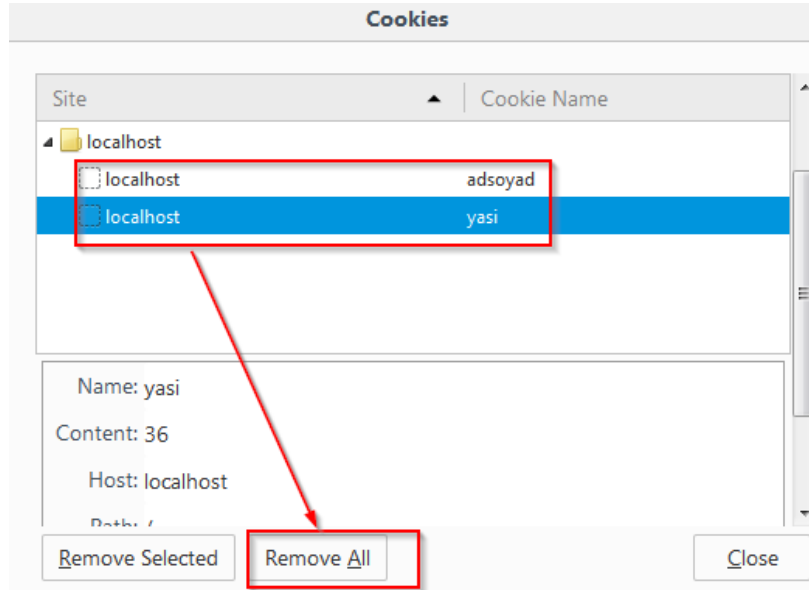 Cookies
Site Cookie Name
localhost
localhost adsoyad
localhost yasi
Name: yasi
Content: 36
Host: localhost
Path: /
Remove Selected Remove All Close